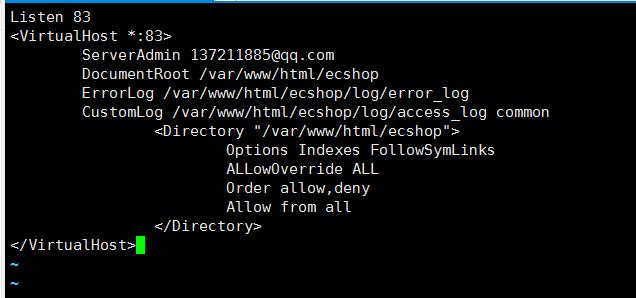 Listen 83
<VirtualHost *:83>
ServerAdmin 137211885@qq.com
DocumentRoot /var/www/html/ecshop
ErrorLog /var/www/html/ecshop/log/error_log
CustomLog /var/www/html/ecshop/log/access_log common
<Directory "/var/www/html/ecshop">
Options Indexes FollowSymLinks
ALLowOverride ALL
Order allow,deny
Allow from all
</Directory>
</VirtualHost>
~
~